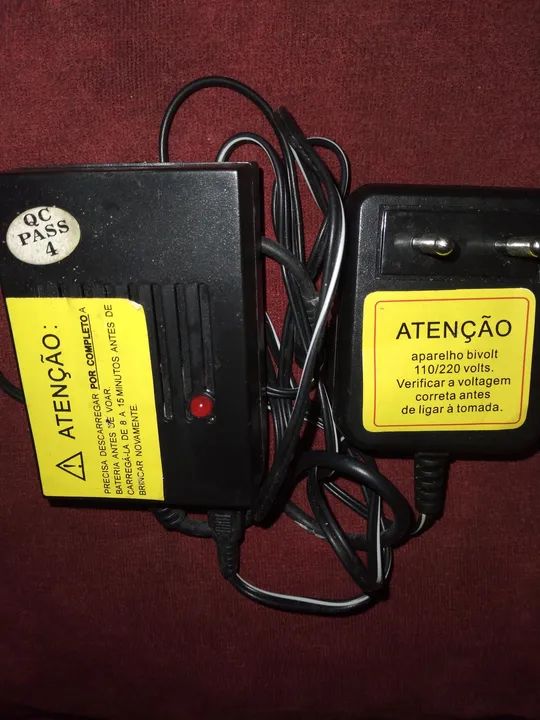 QC
PASS
4
ATENÇÃO:
PRECISA DESCARREGAR POR COMPLETO A
BATERIA ANTES DE VOAR.
CARREGÁ-LA DE 8 A 15 MINUTOS ANTES DE
BRINCAR NOVAMENTE.
ATENÇÃO
aparelho bivolt
110/220 volts.
Verificar a voltagem
correta antes
de ligar à tomada.